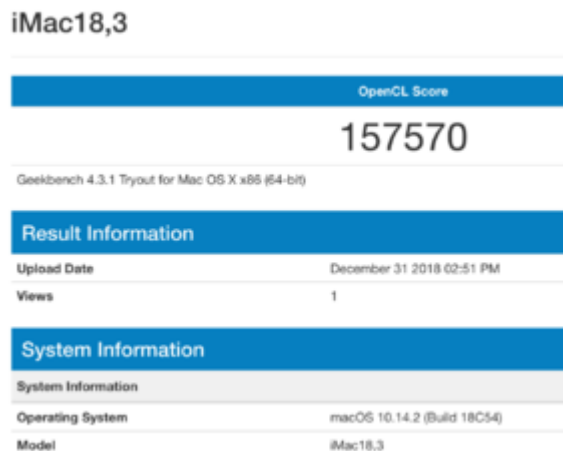 iMac18,3
OpenCL Score
157570
Geekbench 4.3.1 Tryout for Mac OS X x86 (64-bit)
Result Information
Upload Date December 31 2018 02:51 PM
Views 1
System Information
System Information
Operating System macOS 10.14.2 (Build 18C54)
Model iMac18,3